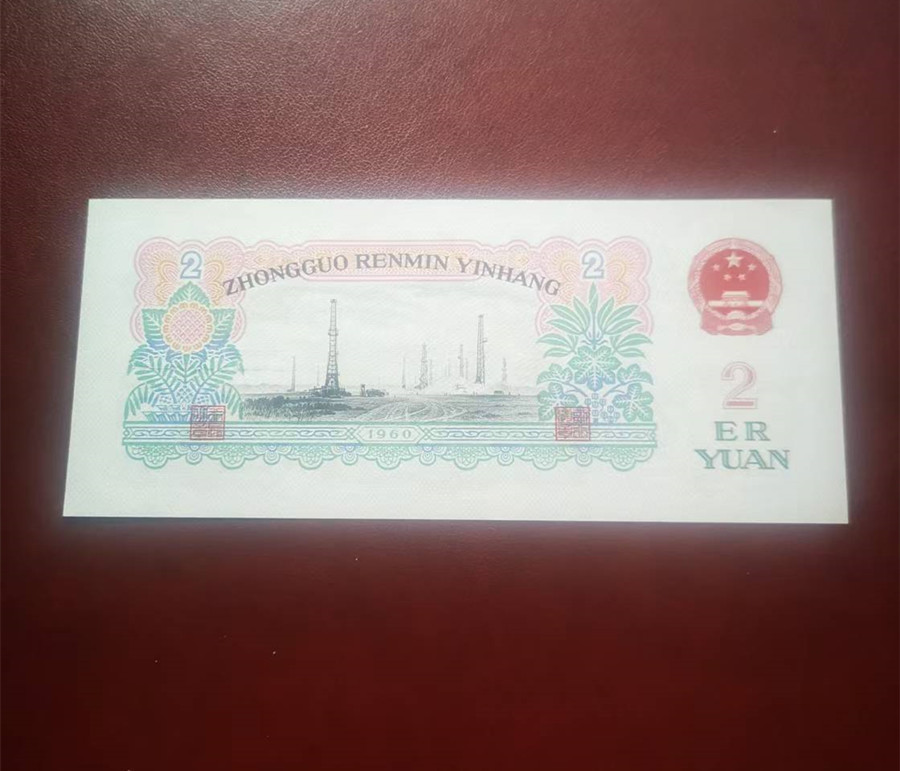 2
ZHONGGUO RENMIN YINHANG
2
1960
2
ER
YUAN